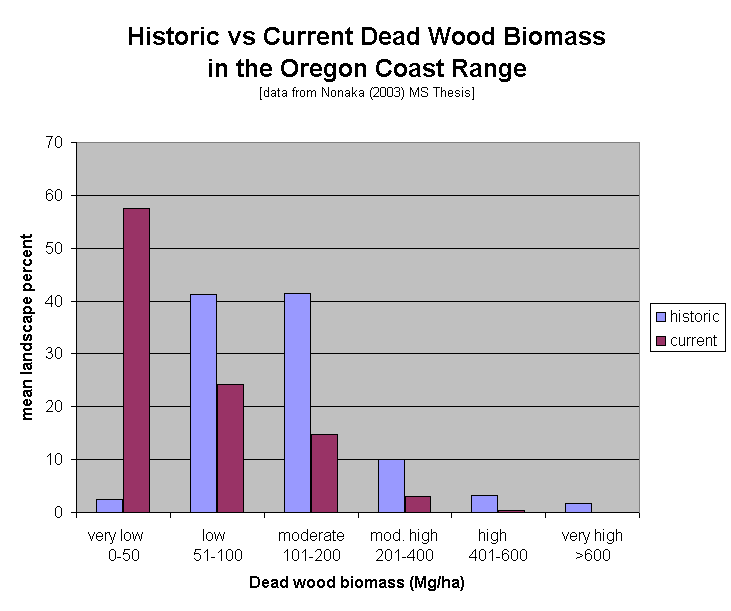 Historic vs Current Dead Wood Biomass
in the Oregon Coast Range
[data from Nonaka (2003) MS Thesis]
70
60
50
40
30
20
10
0
mean landscape percent
very low low moderate mod. high high very high
0-50 51-100 101-200 201-400 401-600 >600
Dead wood biomass (Mg/ha)
historic
current